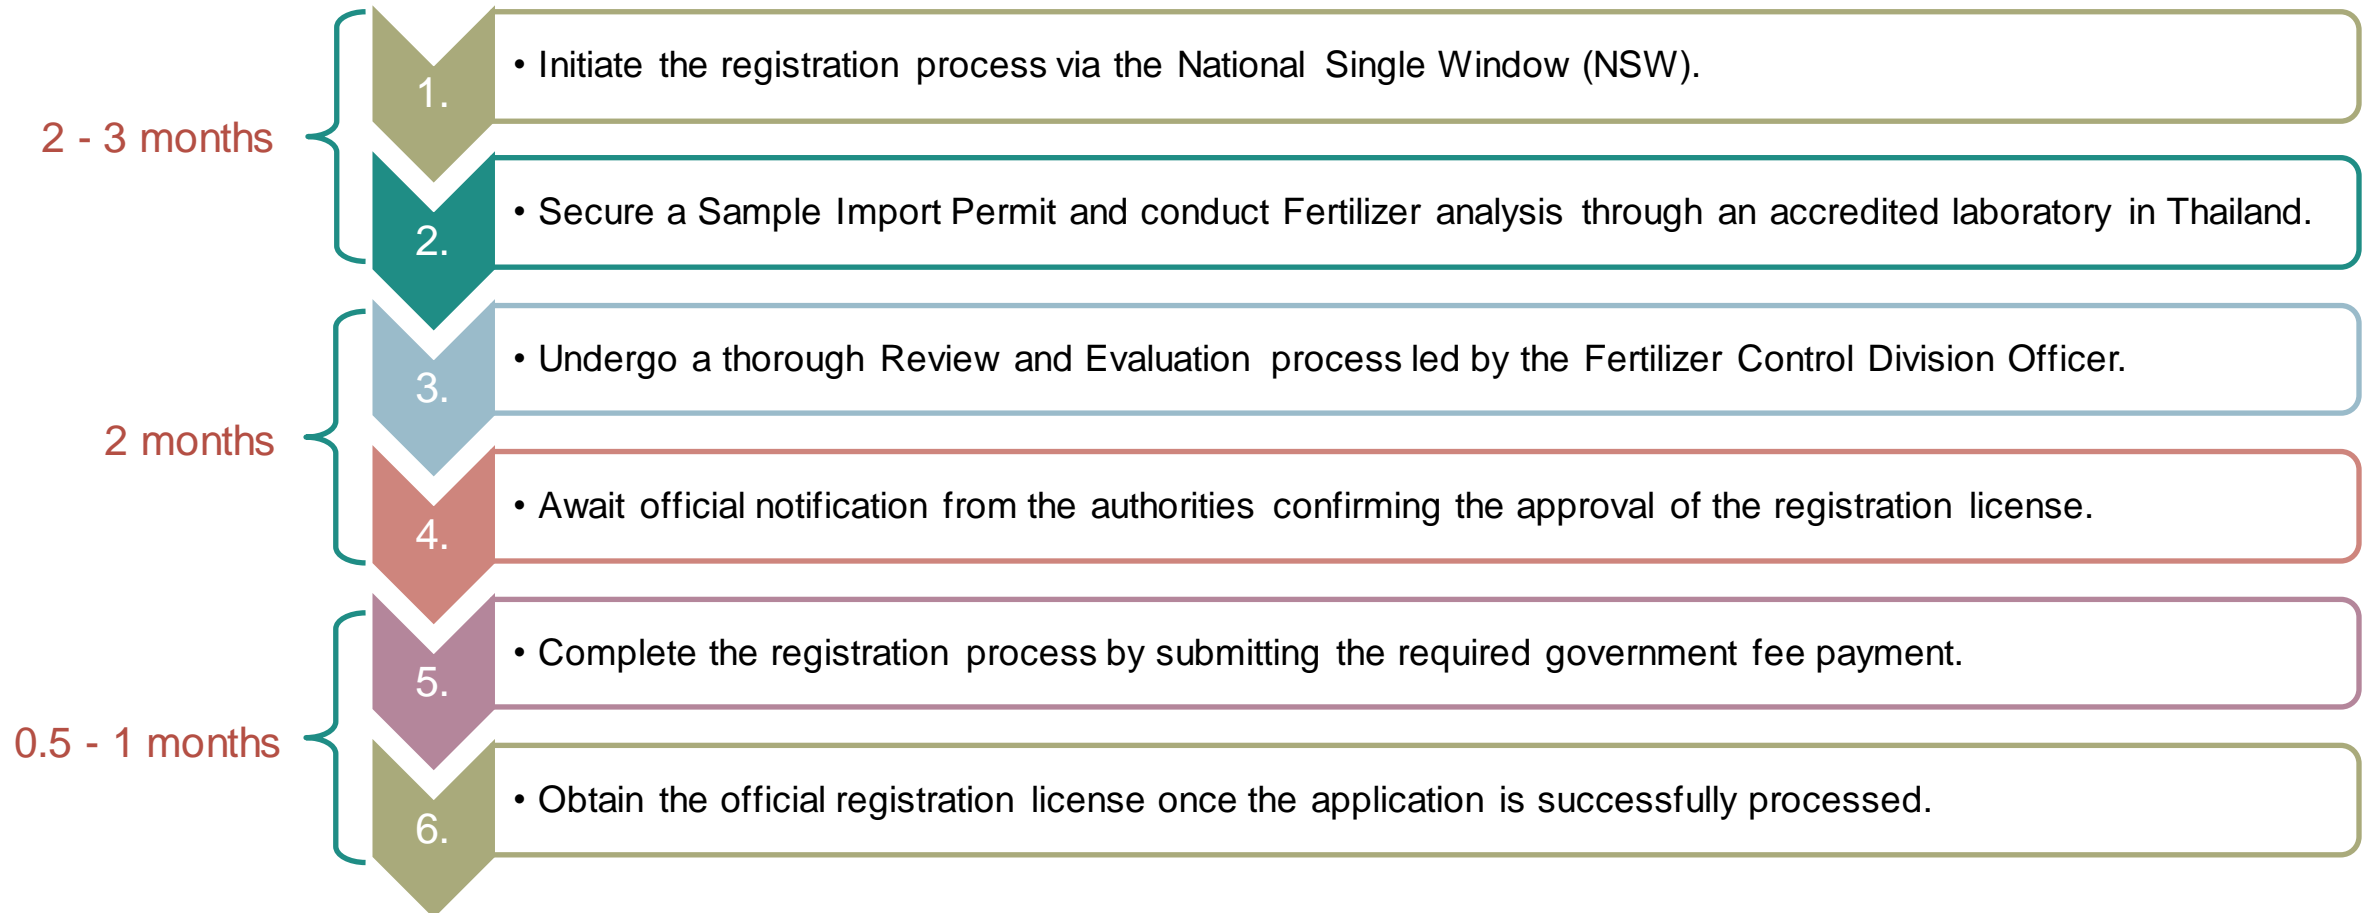 2 - 3 months
1.
• Initiate the registration process via the National Single Window (NSW).
2.
• Secure a Sample Import Permit and conduct Fertilizer analysis through an accredited laboratory in Thailand.
2 months
3.
• Undergo a thorough Review and Evaluation process led by the Fertilizer Control Division Officer.
4.
• Await official notification from the authorities confirming the approval of the registration license.
0.5 - 1 months
5.
• Complete the registration process by submitting the required government fee payment.
6.
• Obtain the official registration license once the application is successfully processed.